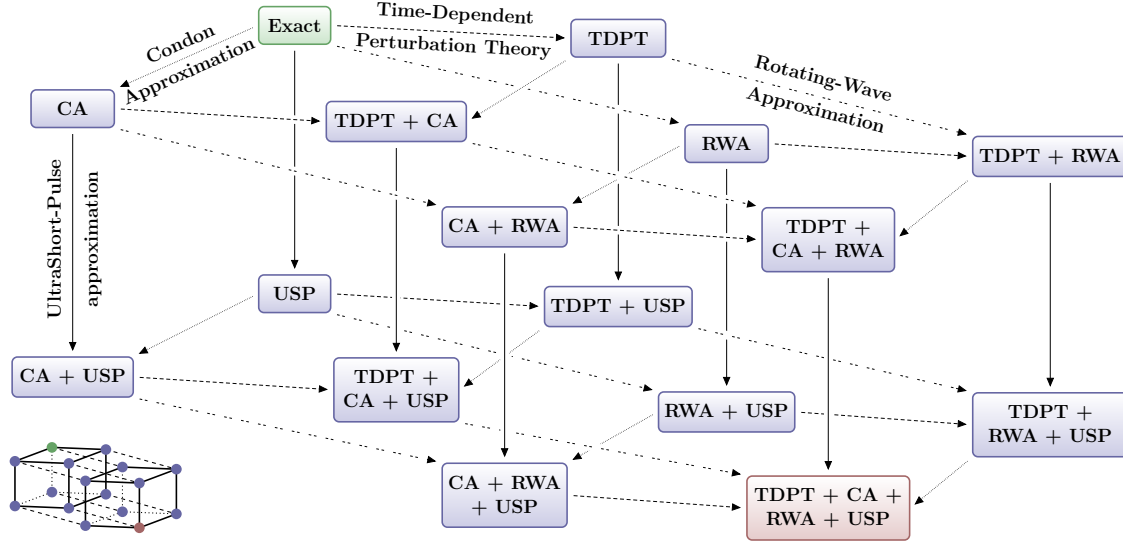 Exact
Time-Dependent
Perturbation Theory
TDPT
Condon
Approximation
Rotating-Wave
Approximation
CA
TDPT + CA
RWA
TDPT + RWA
UltraShort-Pulse
approximation
CA + RWA
TDPT +
CA + RWA
USP
TDPT + USP
CA + USP
TDPT +
CA + USP
RWA + USP
TDPT +
RWA + USP
CA + RWA
+ USP
TDPT + CA +
RWA + USP